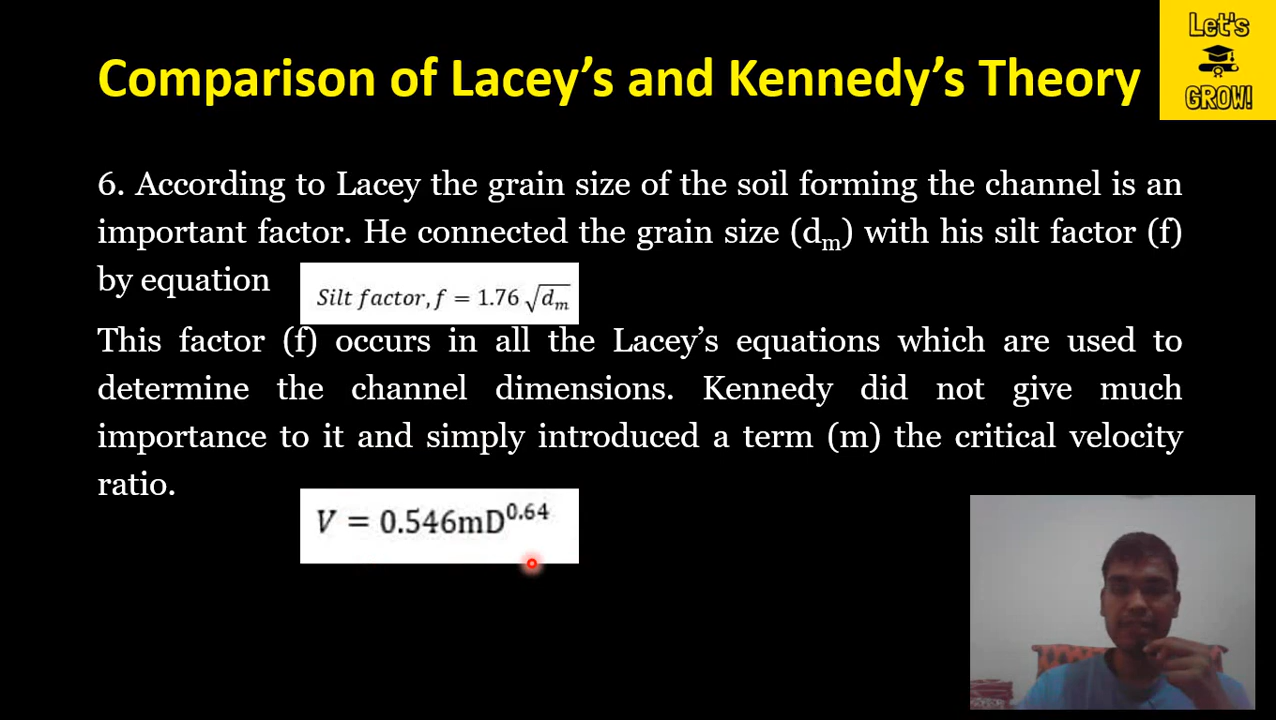 Let's
GROW!
Comparison of Lacey’s and Kennedy’s Theory
6. According to Lacey the grain size of the soil forming the channel is an
important factor. He connected the grain size (dₘ) with his silt factor (f)
by equation
Silt factor, f = 1.76 √dₘ
This factor (f) occurs in all the Lacey’s equations which are used to
determine the channel dimensions. Kennedy did not give much
importance to it and simply introduced a term (m) the critical velocity
ratio.
V = 0.546mD^0.64